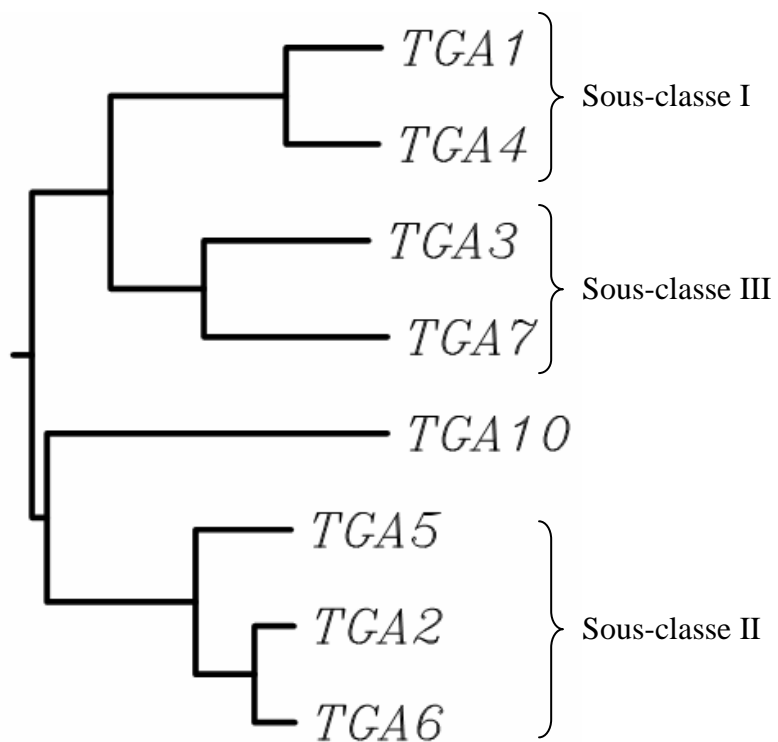 TGA1
TGA4
Sous-classe I
TGA3
TGA7
Sous-classe III
TGA10
TGA5
TGA2
TGA6
Sous-classe II